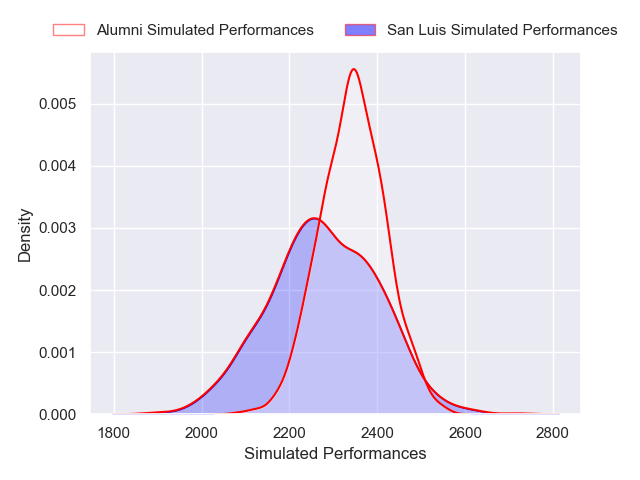 Alumni Simulated Performances San Luis Simulated Performances
0.005
0.004
0.003
0.002
0.001
0.000
Density
1800 2000 2200 2400 2600 2800
Simulated Performances